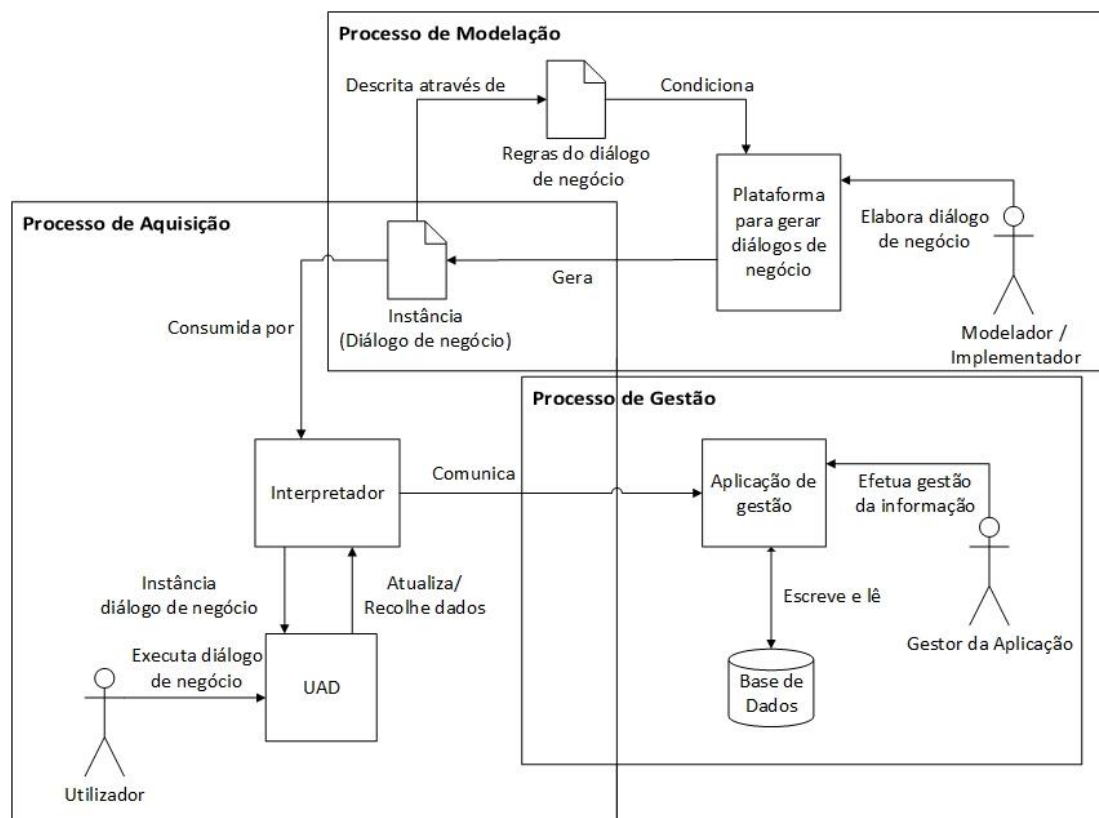 Processo de Modelação
Descrita através de
Condiciona
Regras do diálogo
de negócio
Plataforma
para gerar
diálogos de
negócio
Elabora diálogo
de negócio
Modelador /
Implementador
Processo de Aquisição
Gera
Instância
(Diálogo de negócio)
Consumida por
Processo de Gestão
Interpretador
Comunica
Aplicação de
gestão
Efetua gestão
da informação
Gestor da Aplicação
Escreve e lê
Base de
Dados
Instância
diálogo de negócio
Atualiza/
Recolhe dados
Executa diálogo
de negócio
UAD
Utilizador